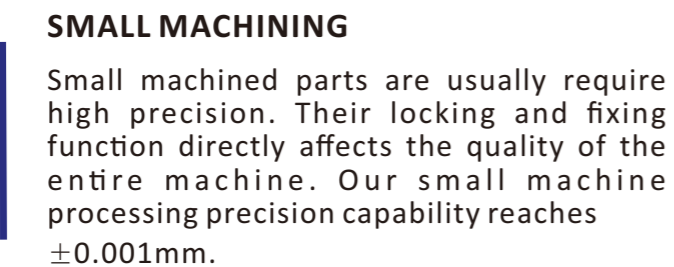 SMALL MACHINING
Small machined parts are usually require
high precision. Their locking and fixing
function directly affects the quality of the
entire machine. Our small machine
processing precision capability reaches
±0.001mm.